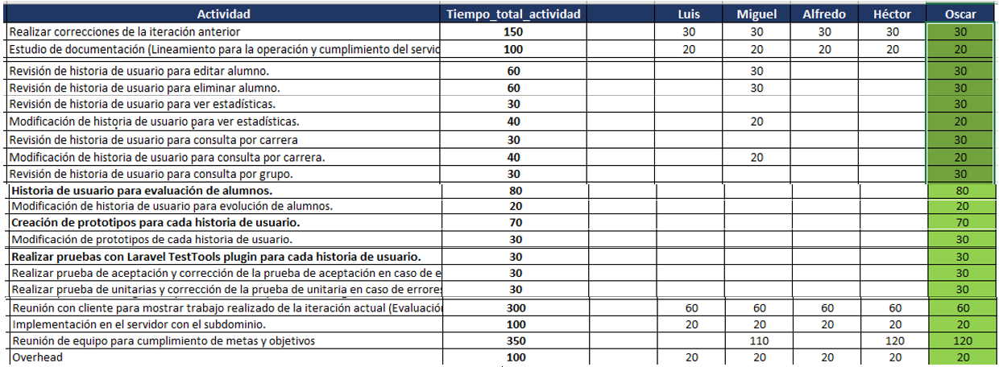 Actividad Tiempo_total_actividad Luis Miguel Alfredo Héctor Oscar
Realizar correcciones de la iteración anterior 150 30 30 30 30 30
Estudio de documentación (Lineamiento para la operación y cumplimiento del servic 100 20 20 20 20 20
Revisión de historia de usuario para editar alumno. 60 30 30
Revisión de historia de usuario para eliminar alumno. 60 30 30
Revisión de historia de usuario para ver estadísticas. 30 30
Modificación de historia de usuario para ver estadísticas. 40 20 20
Revisión de historia de usuario para consulta por carrera 30 30
Modificación de historia de usuario para consulta por carrera. 40 20 20
Revisión de historia de usuario para consulta por grupo. 30 30
Historia de usuario para evaluación de alumnos. 80 80
Modificación de historia de usuario para evolución de alumnos. 20 20
Creación de prototipos para cada historia de usuario. 70 70
Modificación de prototipos de cada historia de usuario. 30 30
Realizar pruebas con Laravel TestTools plugin para cada historia de usuario. 30 30
Realizar prueba de aceptación y corrección de la prueba de aceptación en caso de e 30 30
Realizar prueba de unitarias y corrección de la prueba de unitaria en caso de errores 30 30
Reunión con cliente para mostrar trabajo realizado de la iteración actual (Evaluación 300 60 60 60 60 60
Implementación en el servidor con el subdominio. 100 20 20 20 20 20
Reunión de equipo para cumplimiento de metas y objetivos 350 110 120 120
Overhead 100 20 20 20 20 20